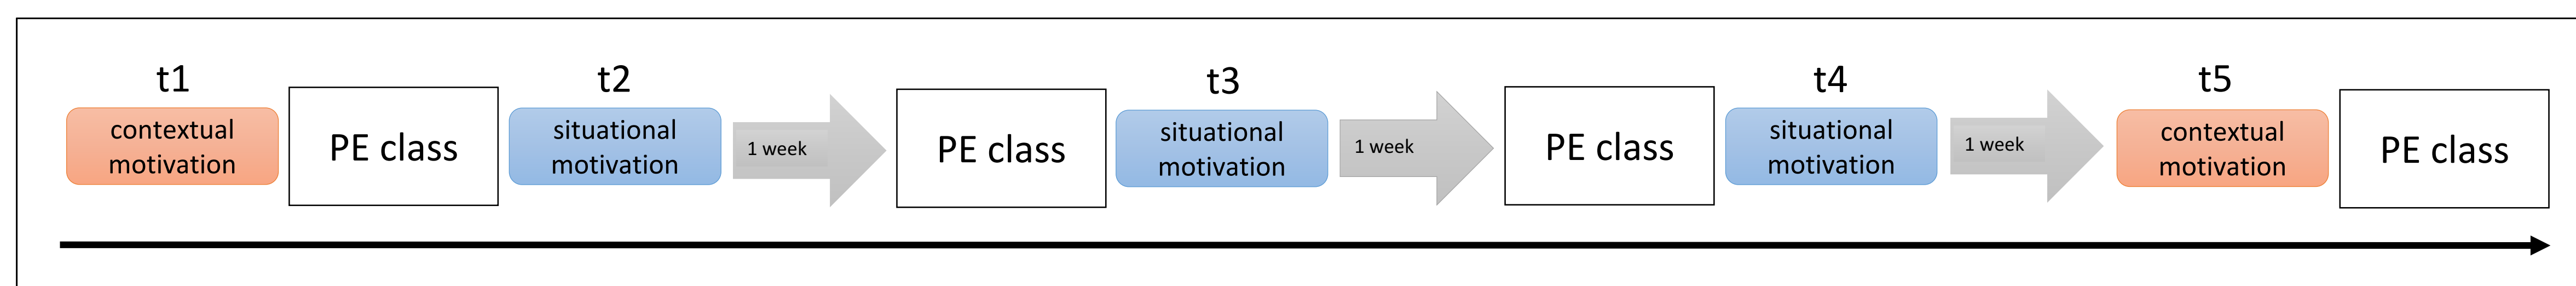 t1
contextual
motivation
PE class
t2
situational
motivation
1 week
PE class
t3
situational
motivation
1 week
PE class
t4
situational
motivation
1 week
t5
contextual
motivation
PE class